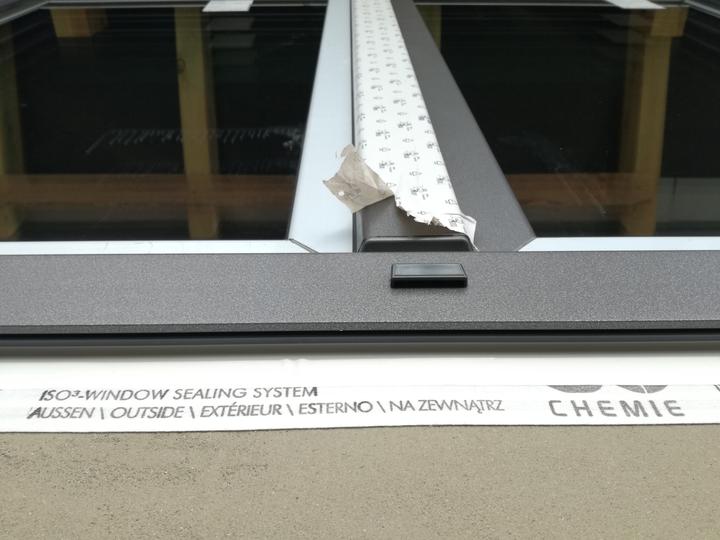 ISO³-WINDOW SEALING SYSTEM
AUSSEN \ OUTSIDE \ EXTÉRIEUR \ ESTERNO \ NA ZEWNĄTRZ
CHEMIE